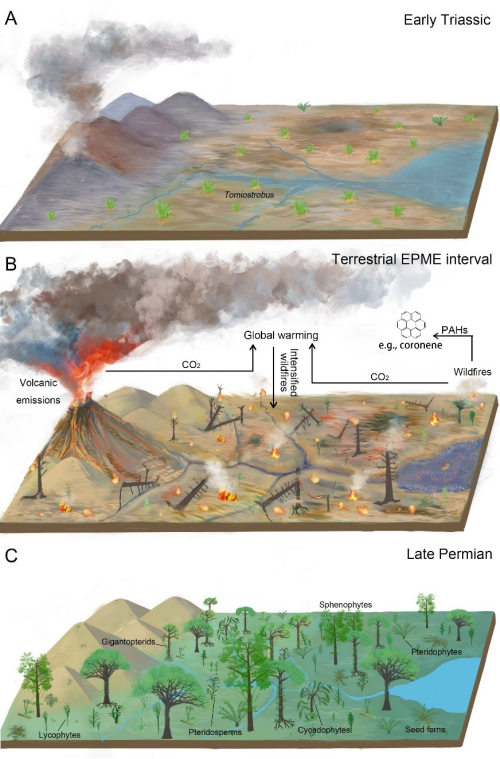 A
Early Triassic
Tomiostrobus
B
Terrestrial EPME interval
Global warming
PAHs
e.g., coronene
CO₂
Intensified
wildfires
CO₂
Wildfires
Volcanic
emissions
C
Late Permian
Sphenophytes
Gigantopterids
Pteridophytes
Lycophytes
Pteridosperms
Cycadophytes
Seed ferns